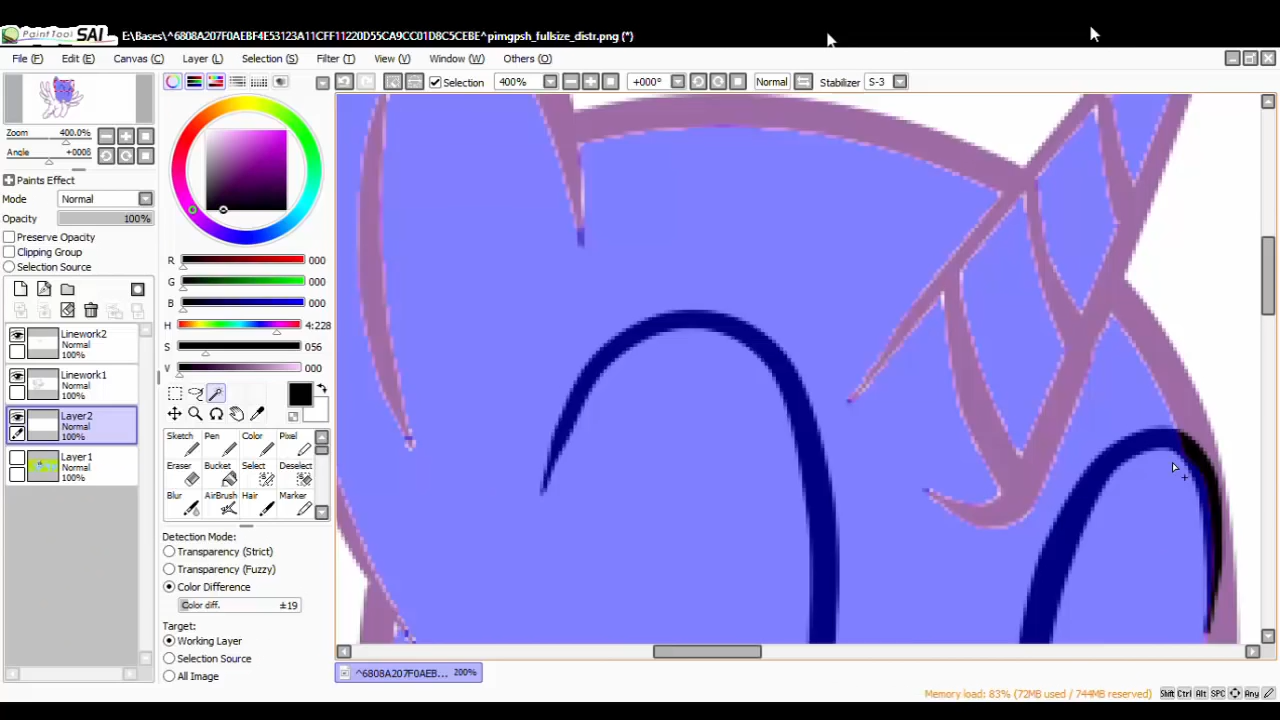 PaintTool SAI E:\Bases\^6808A207F0AEBF4E53123A11CFF11220D55CA9CC01D8C5CEBE^pimgpsh_fullsize_distr.png (*)
File (F) Edit (E) Canvas (C) Layer (L) Selection (S) Filter (T) View (V) Window (W) Others (O)
Selection 400% +000° Normal Stabilizer S-3
Zoom 400.0%
Angle +000δ
Paints Effect
Mode Normal
Opacity 100%
Preserve Opacity
Clipping Group
Selection Source
Linework2
Normal
100%
Linework1
Normal
100%
Layer2
Normal
100%
Layer1
Normal
100%
R 000
G 000
B 000
H 4:228
S 056
V 000
Sketch Pen Color Pixel
Eraser Bucket Select Deselect
Blur AirBrush Hair Marker
Detection Mode:
Transparency (Strict)
Transparency (Fuzzy)
Color Difference
Color diff. ±19
Target:
Working Layer
Selection Source
All Image
^6808A207F0AEB... 200%
Memory load: 83% (72MB used / 744MB reserved) Shift Ctrl Alt SPC Any